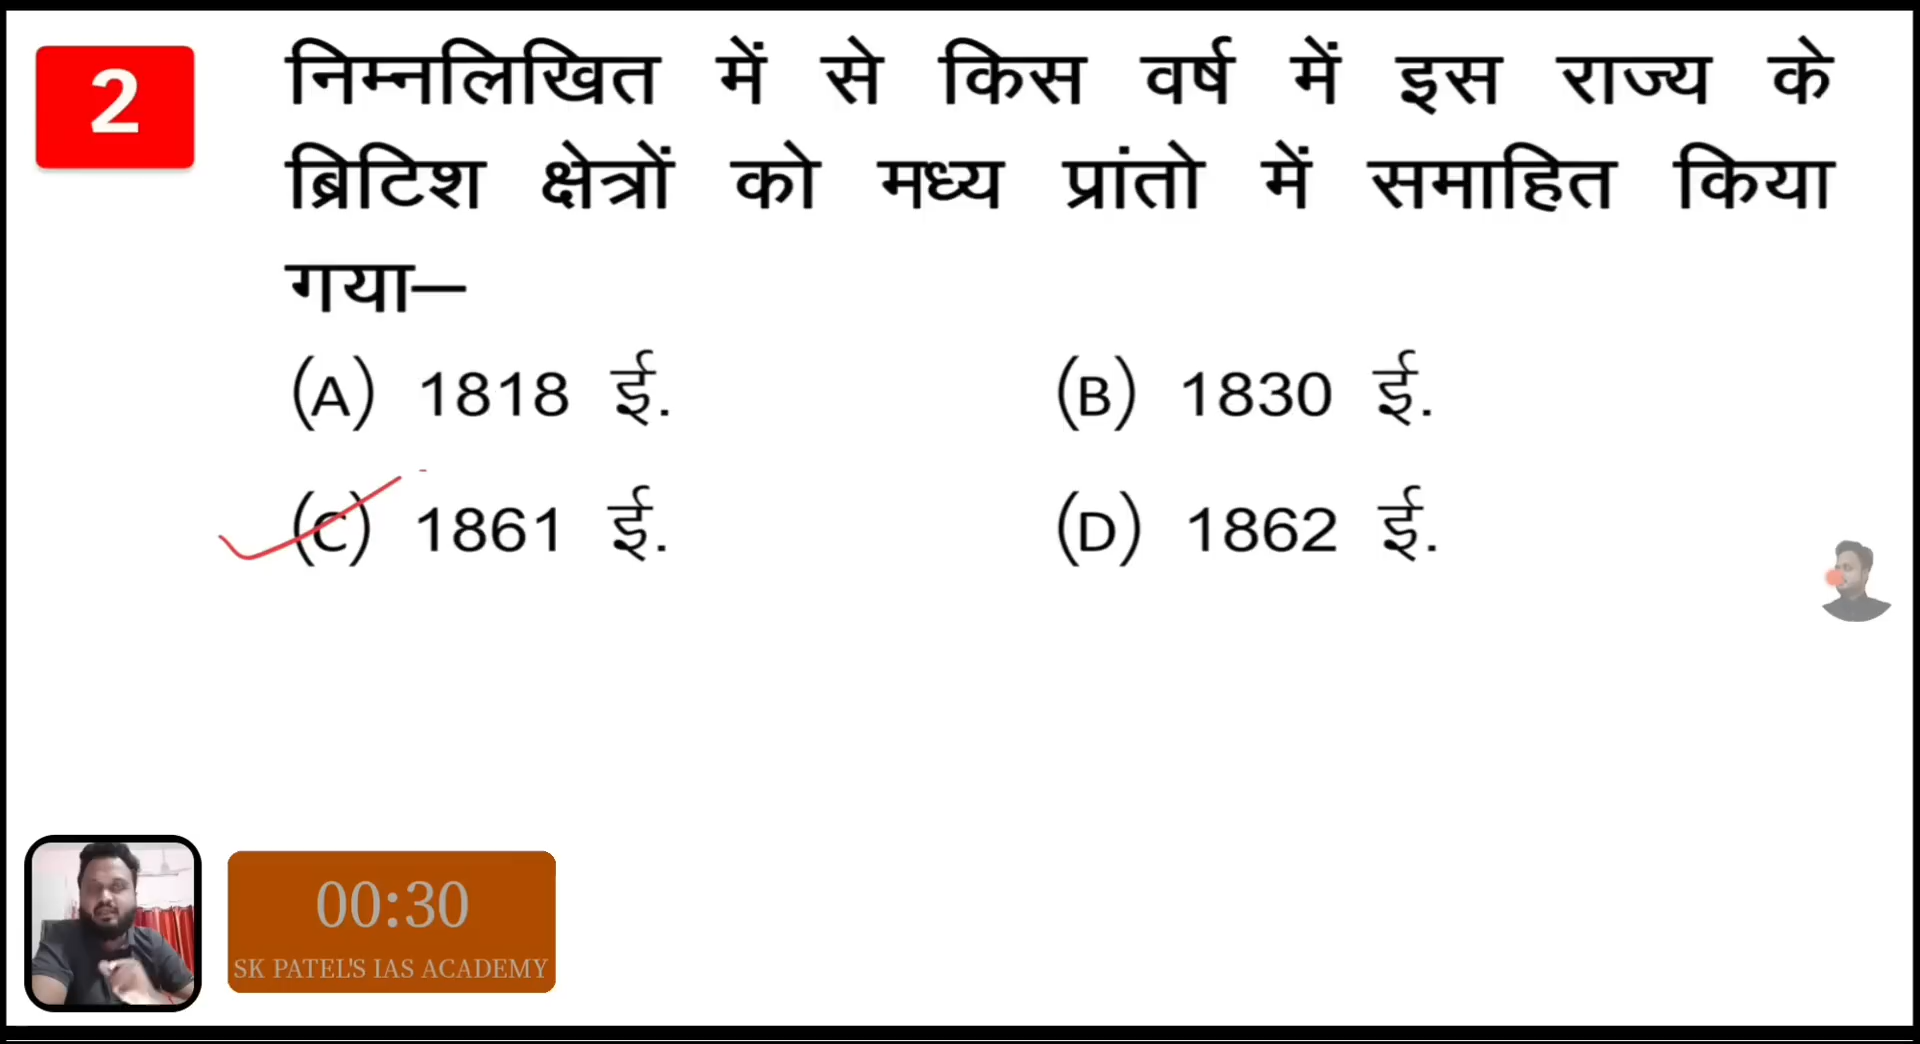 2
निम्नलिखित में से किस वर्ष में इस राज्य के
ब्रिटिश क्षेत्रों को मध्य प्रांतो में समाहित किया
गया–
(A) 1818 ई.
(B) 1830 ई.
(C) 1861 ई.
(D) 1862 ई.
00:30
SK PATEL'S IAS ACADEMY